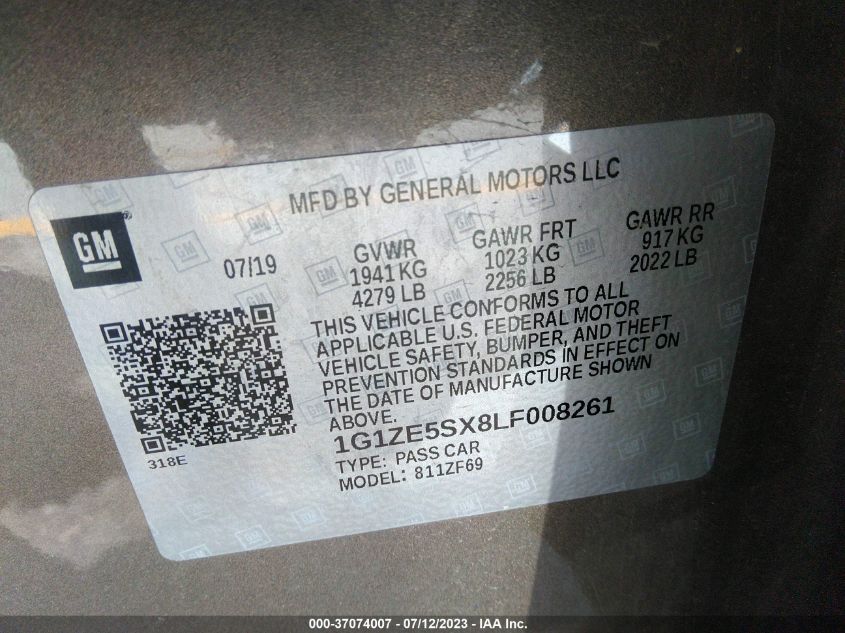 MFD BY GENERAL MOTORS LLC
GM
07/19
GVWR
1941 KG
4279 LB
GAWR FRT
1023 KG
2256 LB
GAWR RR
917 KG
2022 LB
THIS VEHICLE CONFORMS TO ALL
APPLICABLE U.S. FEDERAL MOTOR
VEHICLE SAFETY, BUMPER, AND THEFT
PREVENTION STANDARDS IN EFFECT ON
THE DATE OF MANUFACTURE SHOWN
ABOVE.
1G1ZE5SX8LF008261
TYPE: PASS CAR
MODEL: 811ZF69
318E
000-37074007 - 07/12/2023 - IAA Inc.